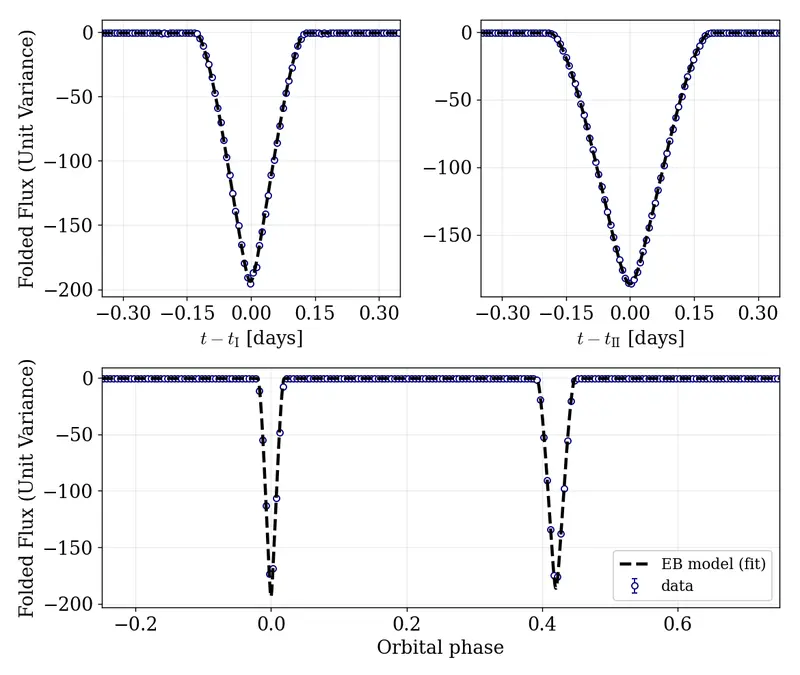 Folded Flux (Unit Variance)
0
−50
−100
−150
−200
−0.30 −0.15 0.00 0.15 0.30
t − tI [days]
0
−50
−100
−150
−0.30 −0.15 0.00 0.15 0.30
t − tII [days]
Folded Flux (Unit Variance)
0
−50
−100
−150
−200
−0.2 0.0 0.2 0.4 0.6
Orbital phase
EB model (fit)
data